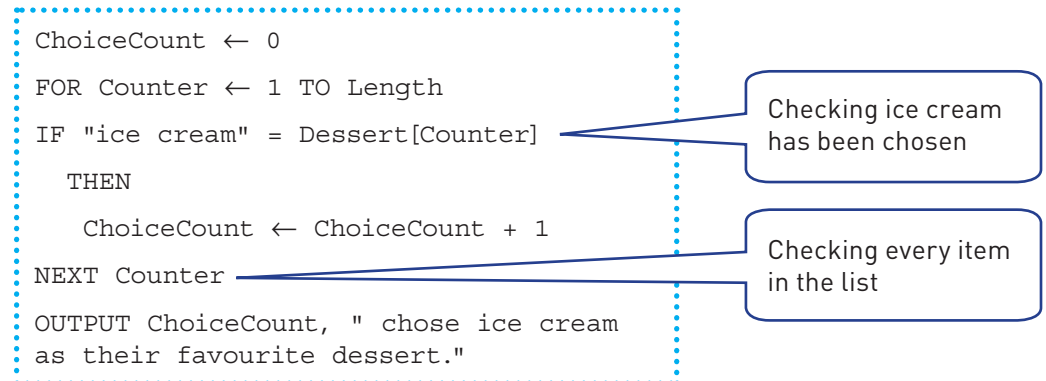 ChoiceCount ← 0
FOR Counter ← 1 TO Length
IF "ice cream" = Dessert[Counter]
THEN
ChoiceCount ← ChoiceCount + 1
NEXT Counter
OUTPUT ChoiceCount, " chose ice cream
as their favourite dessert."
Checking ice cream
has been chosen
Checking every item
in the list